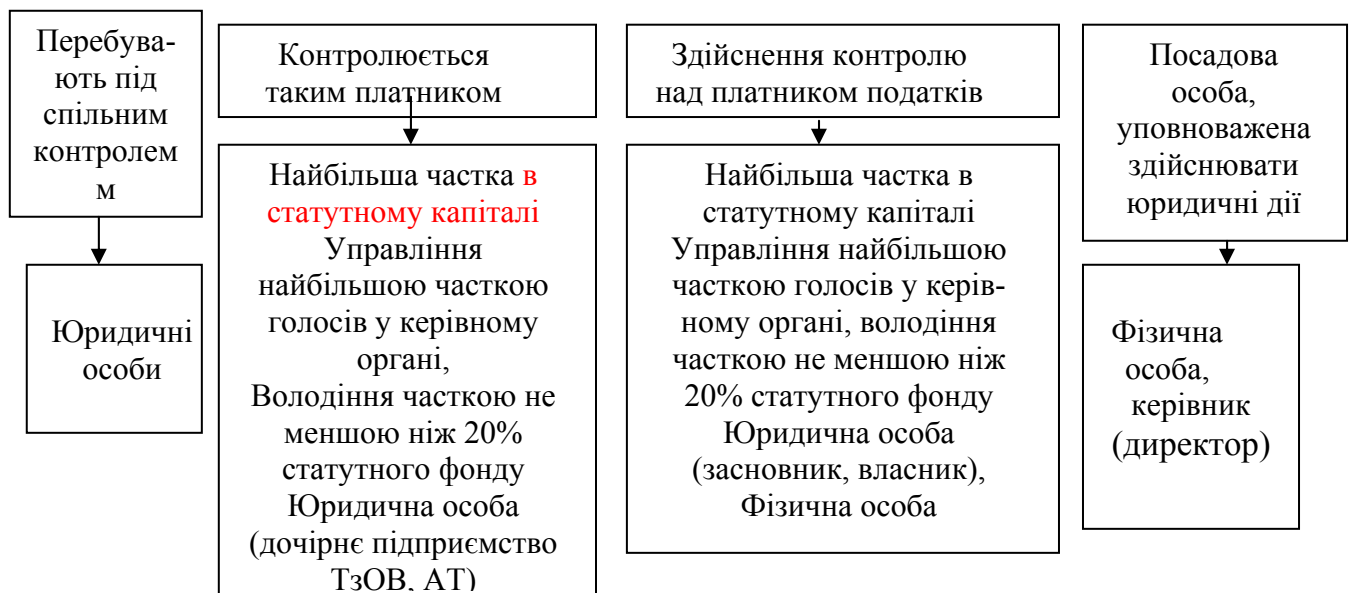 Перебува-
ють під
спільним
контролем
м
Юридичні
особи
Контролюється
таким платником
Найбільша частка в
статутному капіталі
Управління
найбільшою часткою
голосів у керівному
органі,
Володіння часткою не
меншою ніж 20%
статутного фонду
Юридична особа
(дочірнє підприємство
ТзОВ, АТ)
Здійснення контролю
над платником податків
Найбільша частка в
статутному капіталі
Управління найбільшою
часткою голосів у керів-
ному органі, володіння
часткою не меншою ніж
20% статутного фонду
Юридична особа
(засновник, власник),
Фізична особа
Посадова
особа,
уповноважена
здійснювати
юридичні дії
Фізична
особа,
керівник
(директор)